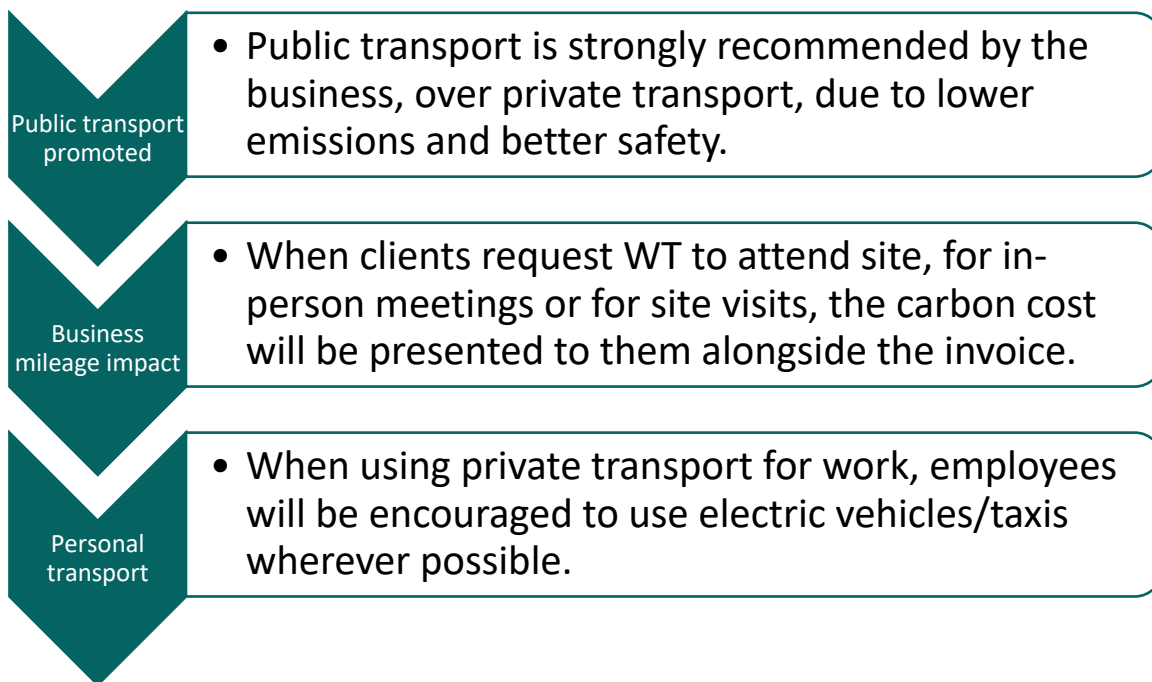 Public transport
promoted
• Public transport is strongly recommended by the
business, over private transport, due to lower
emissions and better safety.
Business
mileage impact
• When clients request WT to attend site, for in-
person meetings or for site visits, the carbon cost
will be presented to them alongside the invoice.
Personal
transport
• When using private transport for work, employees
will be encouraged to use electric vehicles/taxis
wherever possible.